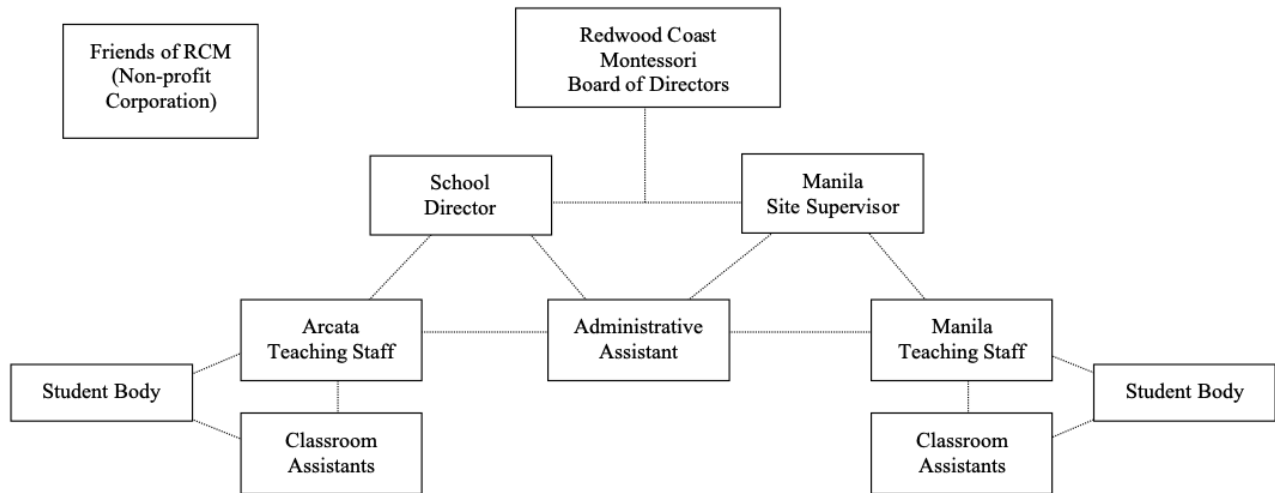 Friends of RCM
(Non-profit
Corporation)
Redwood Coast
Montessori
Board of Directors
School
Director
Manila
Site Supervisor
Arcata
Teaching Staff
Administrative
Assistant
Manila
Teaching Staff
Student Body
Student Body
Classroom
Assistants
Classroom
Assistants